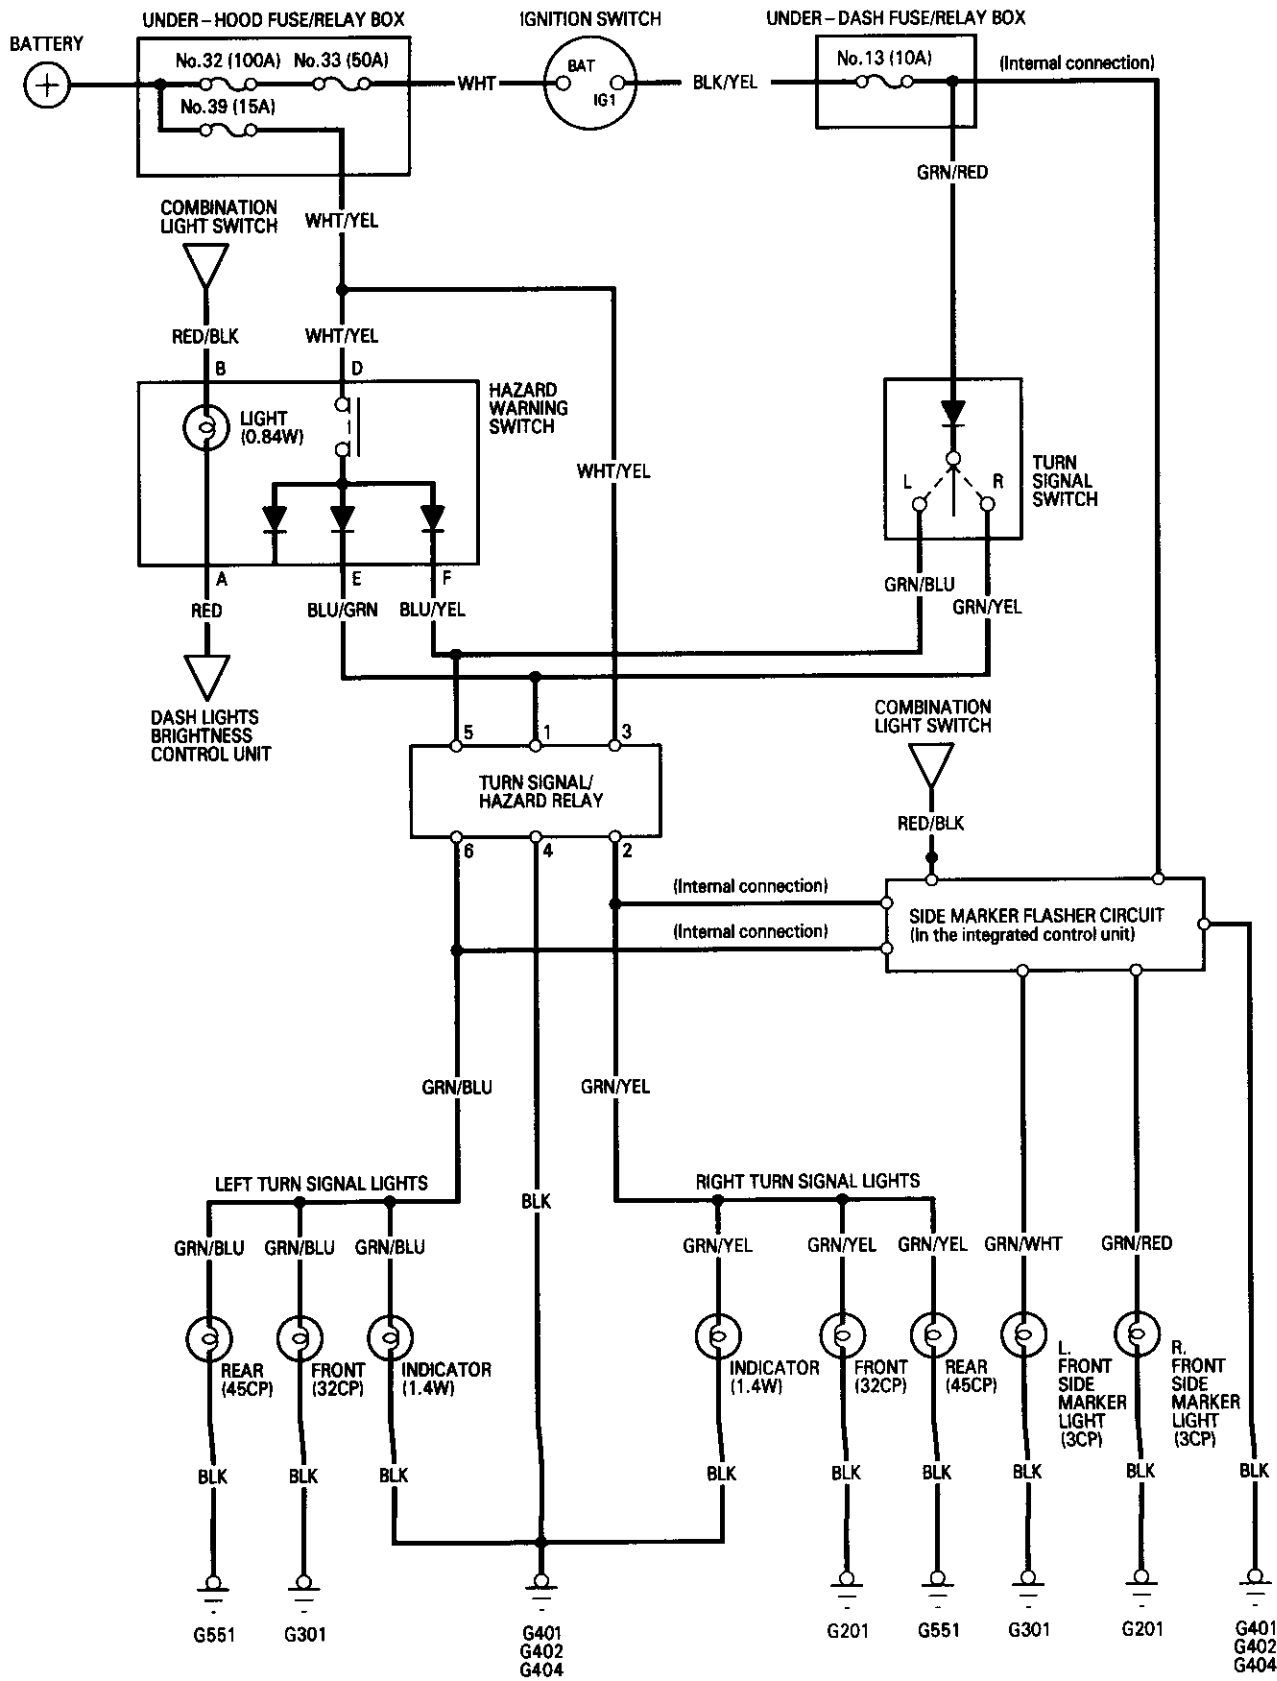 UNDER-HOOD FUSE/RELAY BOX
IGNITION SWITCH
UNDER-DASH FUSE/RELAY BOX
BATTERY
No.32 (100A)
No.33 (50A)
No.39 (15A)
WHT
BAT
IG1
BLK/YEL
No.13 (10A)
(Internal connection)
GRN/RED
COMBINATION
LIGHT SWITCH
WHT/YEL
RED/BLK
WHT/YEL
B
D
LIGHT
(0.84W)
HAZARD
WARNING
SWITCH
WHT/YEL
L
R
TURN
SIGNAL
SWITCH
A
E
F
RED
BLU/GRN
BLU/YEL
GRN/BLU
GRN/YEL
DASH LIGHTS
BRIGHTNESS
CONTROL UNIT
COMBINATION
LIGHT SWITCH
5
1
3
TURN SIGNAL/
HAZARD RELAY
RED/BLK
6
4
2
(Internal connection)
(Internal connection)
SIDE MARKER FLASHER CIRCUIT
(In the integrated control unit)
GRN/BLU
GRN/YEL
LEFT TURN SIGNAL LIGHTS
RIGHT TURN SIGNAL LIGHTS
BLK
GRN/BLU
GRN/BLU
GRN/BLU
GRN/YEL
GRN/YEL
GRN/YEL
GRN/WHT
GRN/RED
REAR
(45CP)
FRONT
(32CP)
INDICATOR
(1.4W)
INDICATOR
(1.4W)
FRONT
(32CP)
REAR
(45CP)
L.
FRONT
SIDE
MARKER
LIGHT
(3CP)
R.
FRONT
SIDE
MARKER
LIGHT
(3CP)
BLK
BLK
BLK
BLK
BLK
BLK
BLK
BLK
BLK
G551
G301
G401
G402
G404
G201
G551
G301
G201
G401
G402
G404